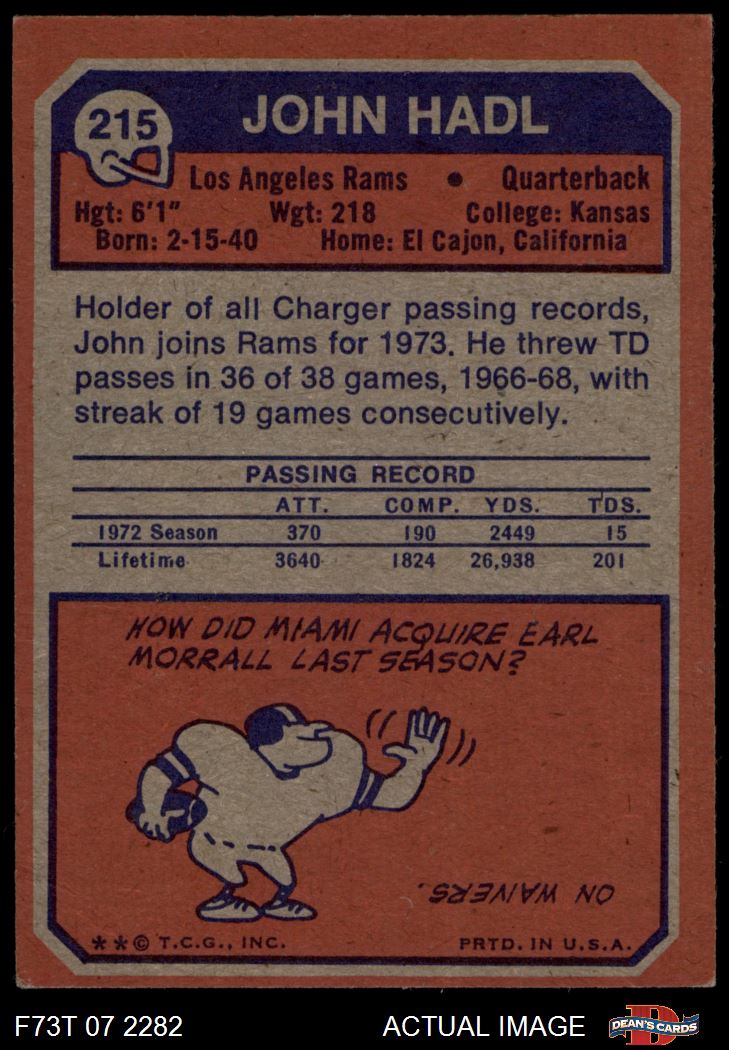 215
JOHN HADL
Los Angeles Rams • Quarterback
Hgt: 6'1" Wgt: 218 College: Kansas
Born: 2-15-40 Home: El Cajon, California
Holder of all Charger passing records,
John joins Rams for 1973. He threw TD
passes in 36 of 38 games, 1966-68, with
streak of 19 games consecutively.
PASSING RECORD
ATT. COMP. YDS. TDS.
1972 Season 370 190 2449 15
Lifetime 3640 1824 26,938 201
HOW DID MIAMI ACQUIRE EARL
MORRALL LAST SEASON?
ON WAIVERS.
**© T.C.G., INC. PRTD. IN U.S.A.
F73T 07 2282 ACTUAL IMAGE
D
DEAN'S CARDS